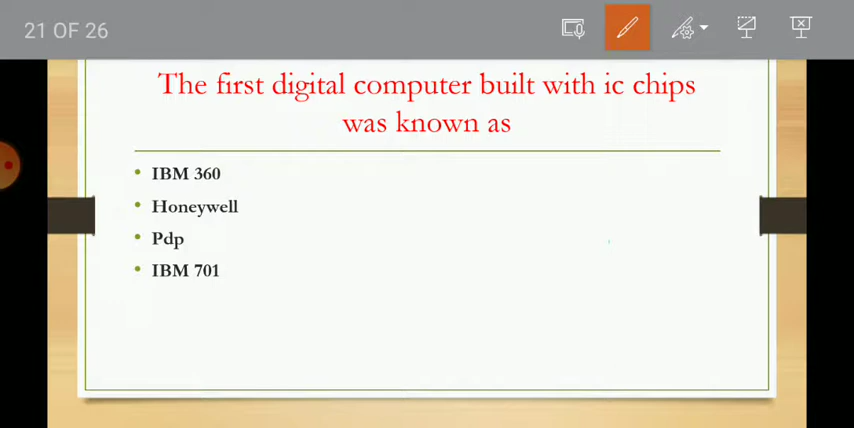 21 OF 26
The first digital computer built with ic chips
was known as
IBM 360
Honeywell
Pdp
IBM 701